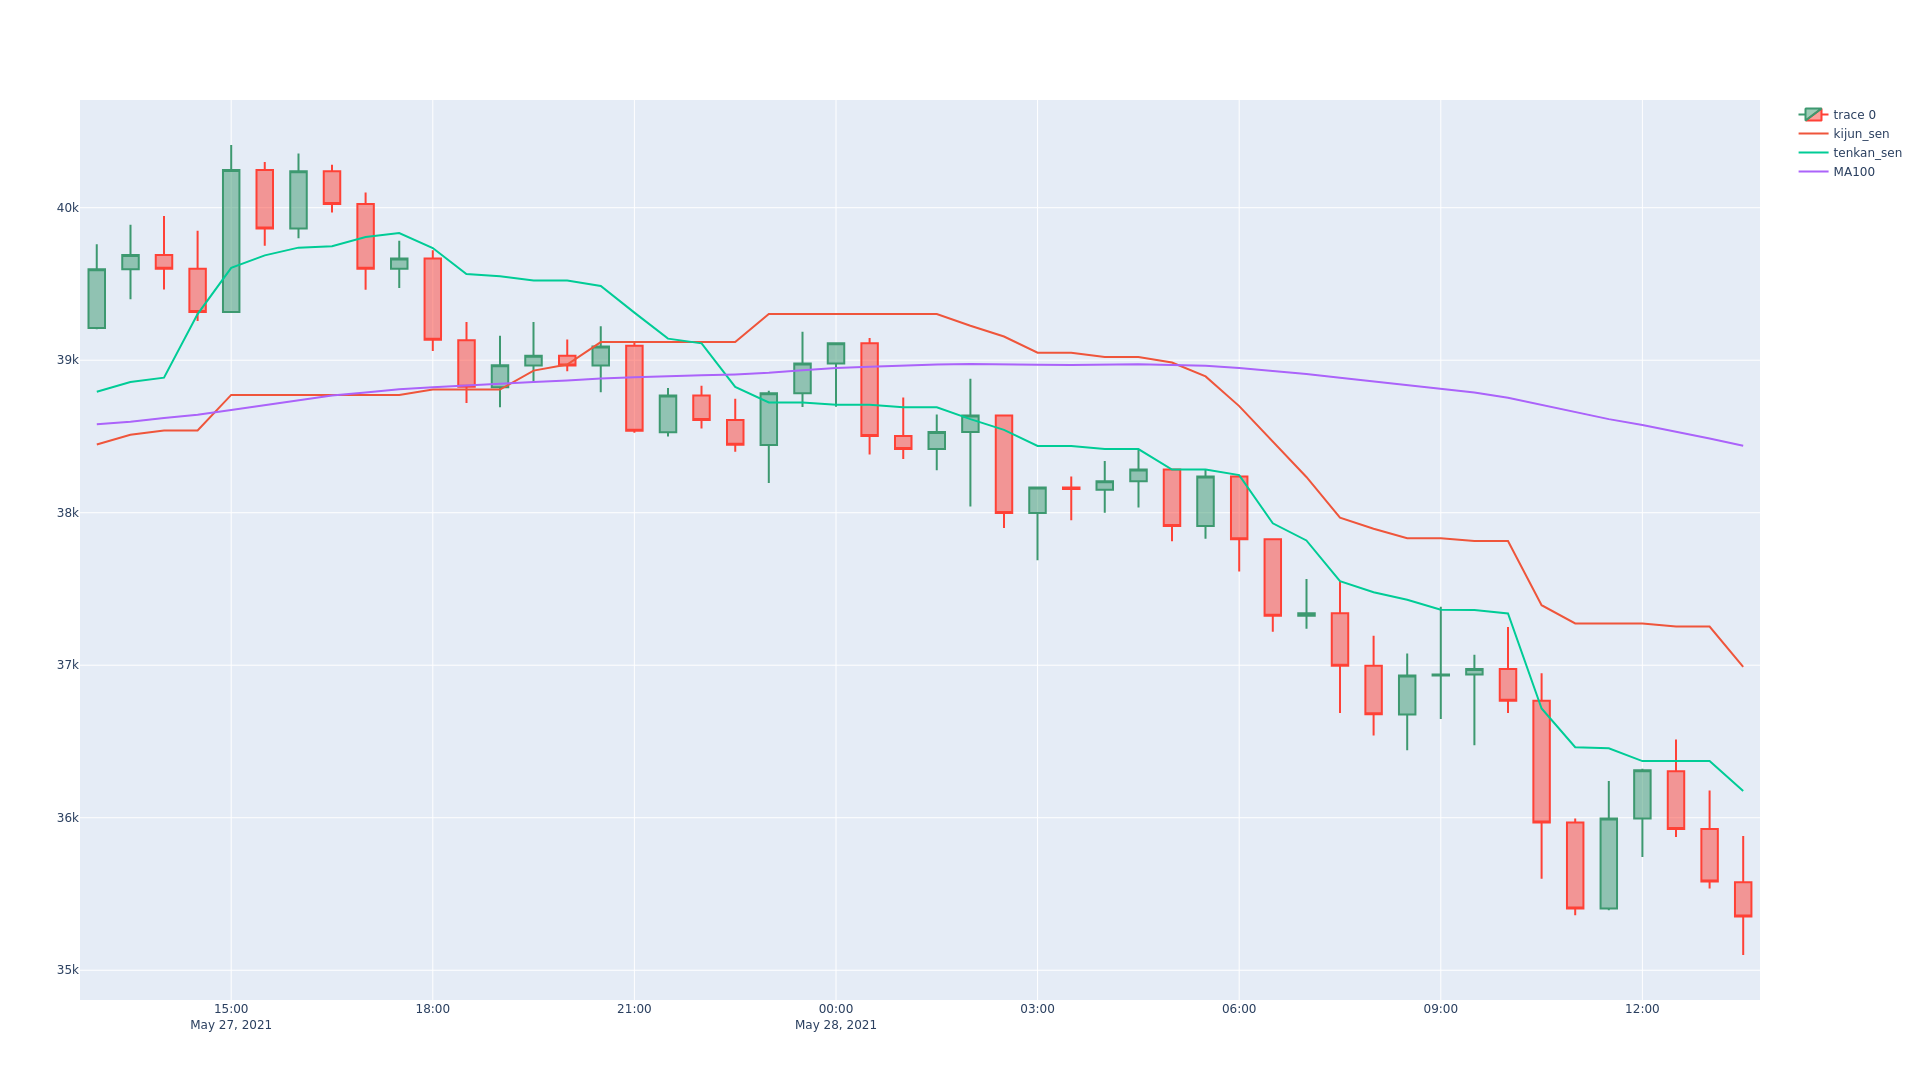 trace 0
kijun_sen
tenkan_sen
MA100
40k
39k
38k
37k
36k
35k
15:00
May 27, 2021
18:00
21:00
00:00
May 28, 2021
03:00
06:00
09:00
12:00